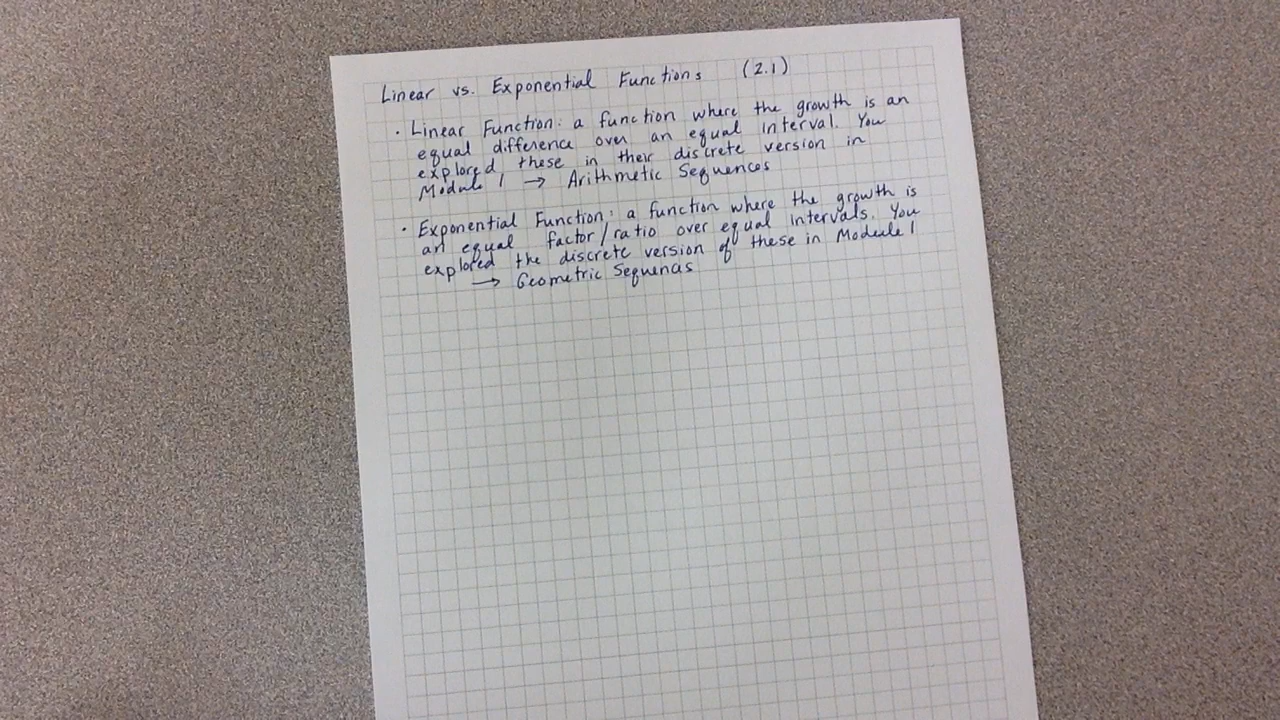 Linear vs. Exponential Functions (2.1)
· Linear Function: a function where the growth is an
equal difference over an equal interval. You
explored these in their discrete version in
Module 1 → Arithmetic Sequences
· Exponential Function: a function where the growth is
an equal factor/ratio over equal intervals. You
explored the discrete version of these in Module 1
→ Geometric Sequences